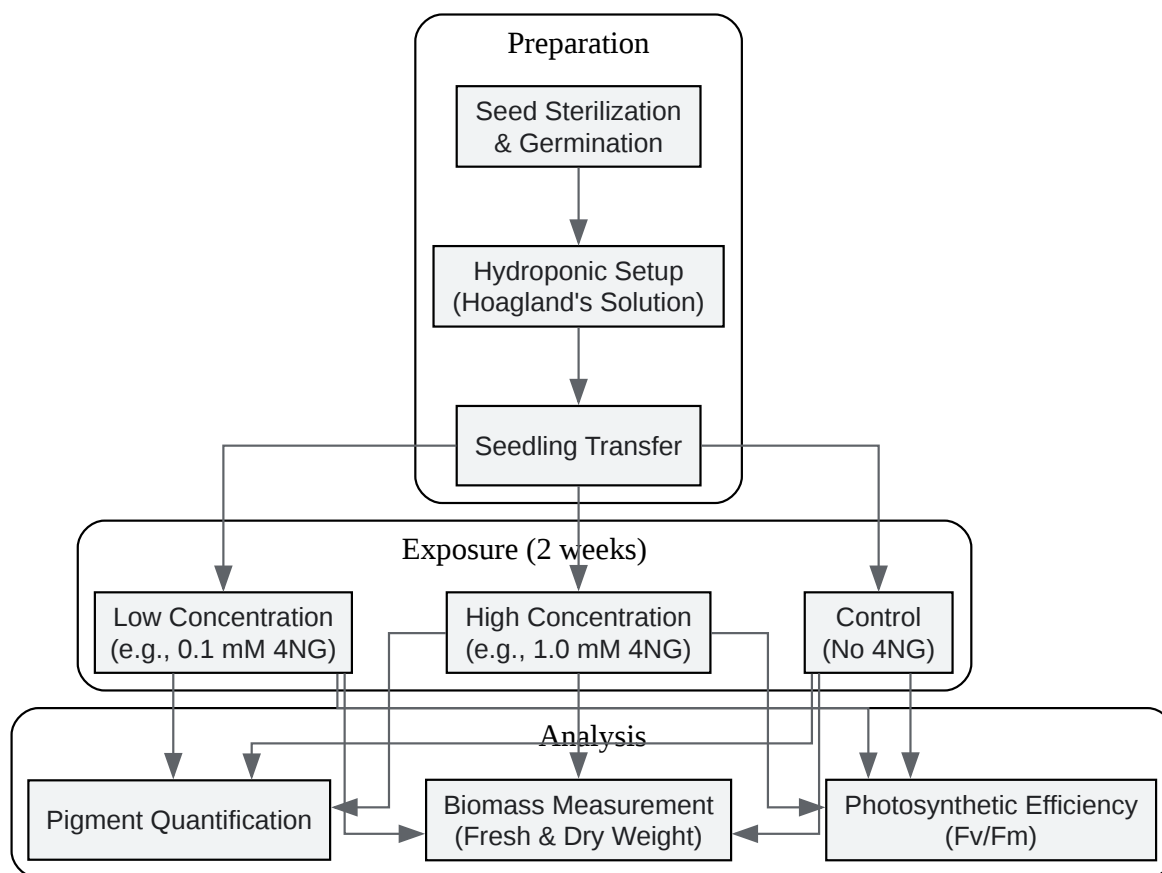 Preparation
Seed Sterilization
& Germination
Hydroponic Setup
(Hoagland's Solution)
Seedling Transfer
Exposure (2 weeks)
Low Concentration
(e.g., 0.1 mM 4NG)
High Concentration
(e.g., 1.0 mM 4NG)
Control
(No 4NG)
Analysis
Pigment Quantification
Biomass Measurement
(Fresh & Dry Weight)
Photosynthetic Efficiency
(Fv/Fm)